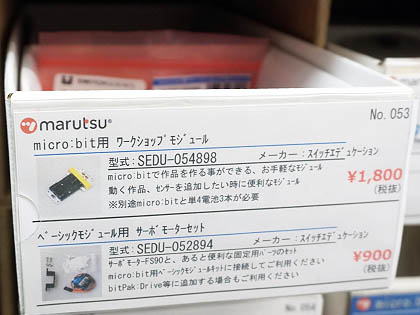 marutsu
No. 053
micro:bit用 ワークショップモジュール
型式: SEDU-054898
メーカー: スイッチエデュケーション
micro:bitで作品を作る事ができる、お手軽なモジュール
動く作品、センサーを追加したい時に便利なモジュール
※別途micro:bitと単4電池3本が必要
¥1,800
(税抜)
ベーシックモジュール用 サーボモーターセット
型式: SEDU-052894
メーカー: スイッチエデュケーション
サーボモーターFS90と、あると便利な固定用パーツのセット
micro:bit用ベーシックモジュールキットに接続してご利用ください
bitPak:Drive等に追加する場合もご利用ください
¥900
(税抜)
No. 054